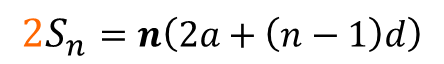 2Sₙ = n(2a + (n − 1)d)